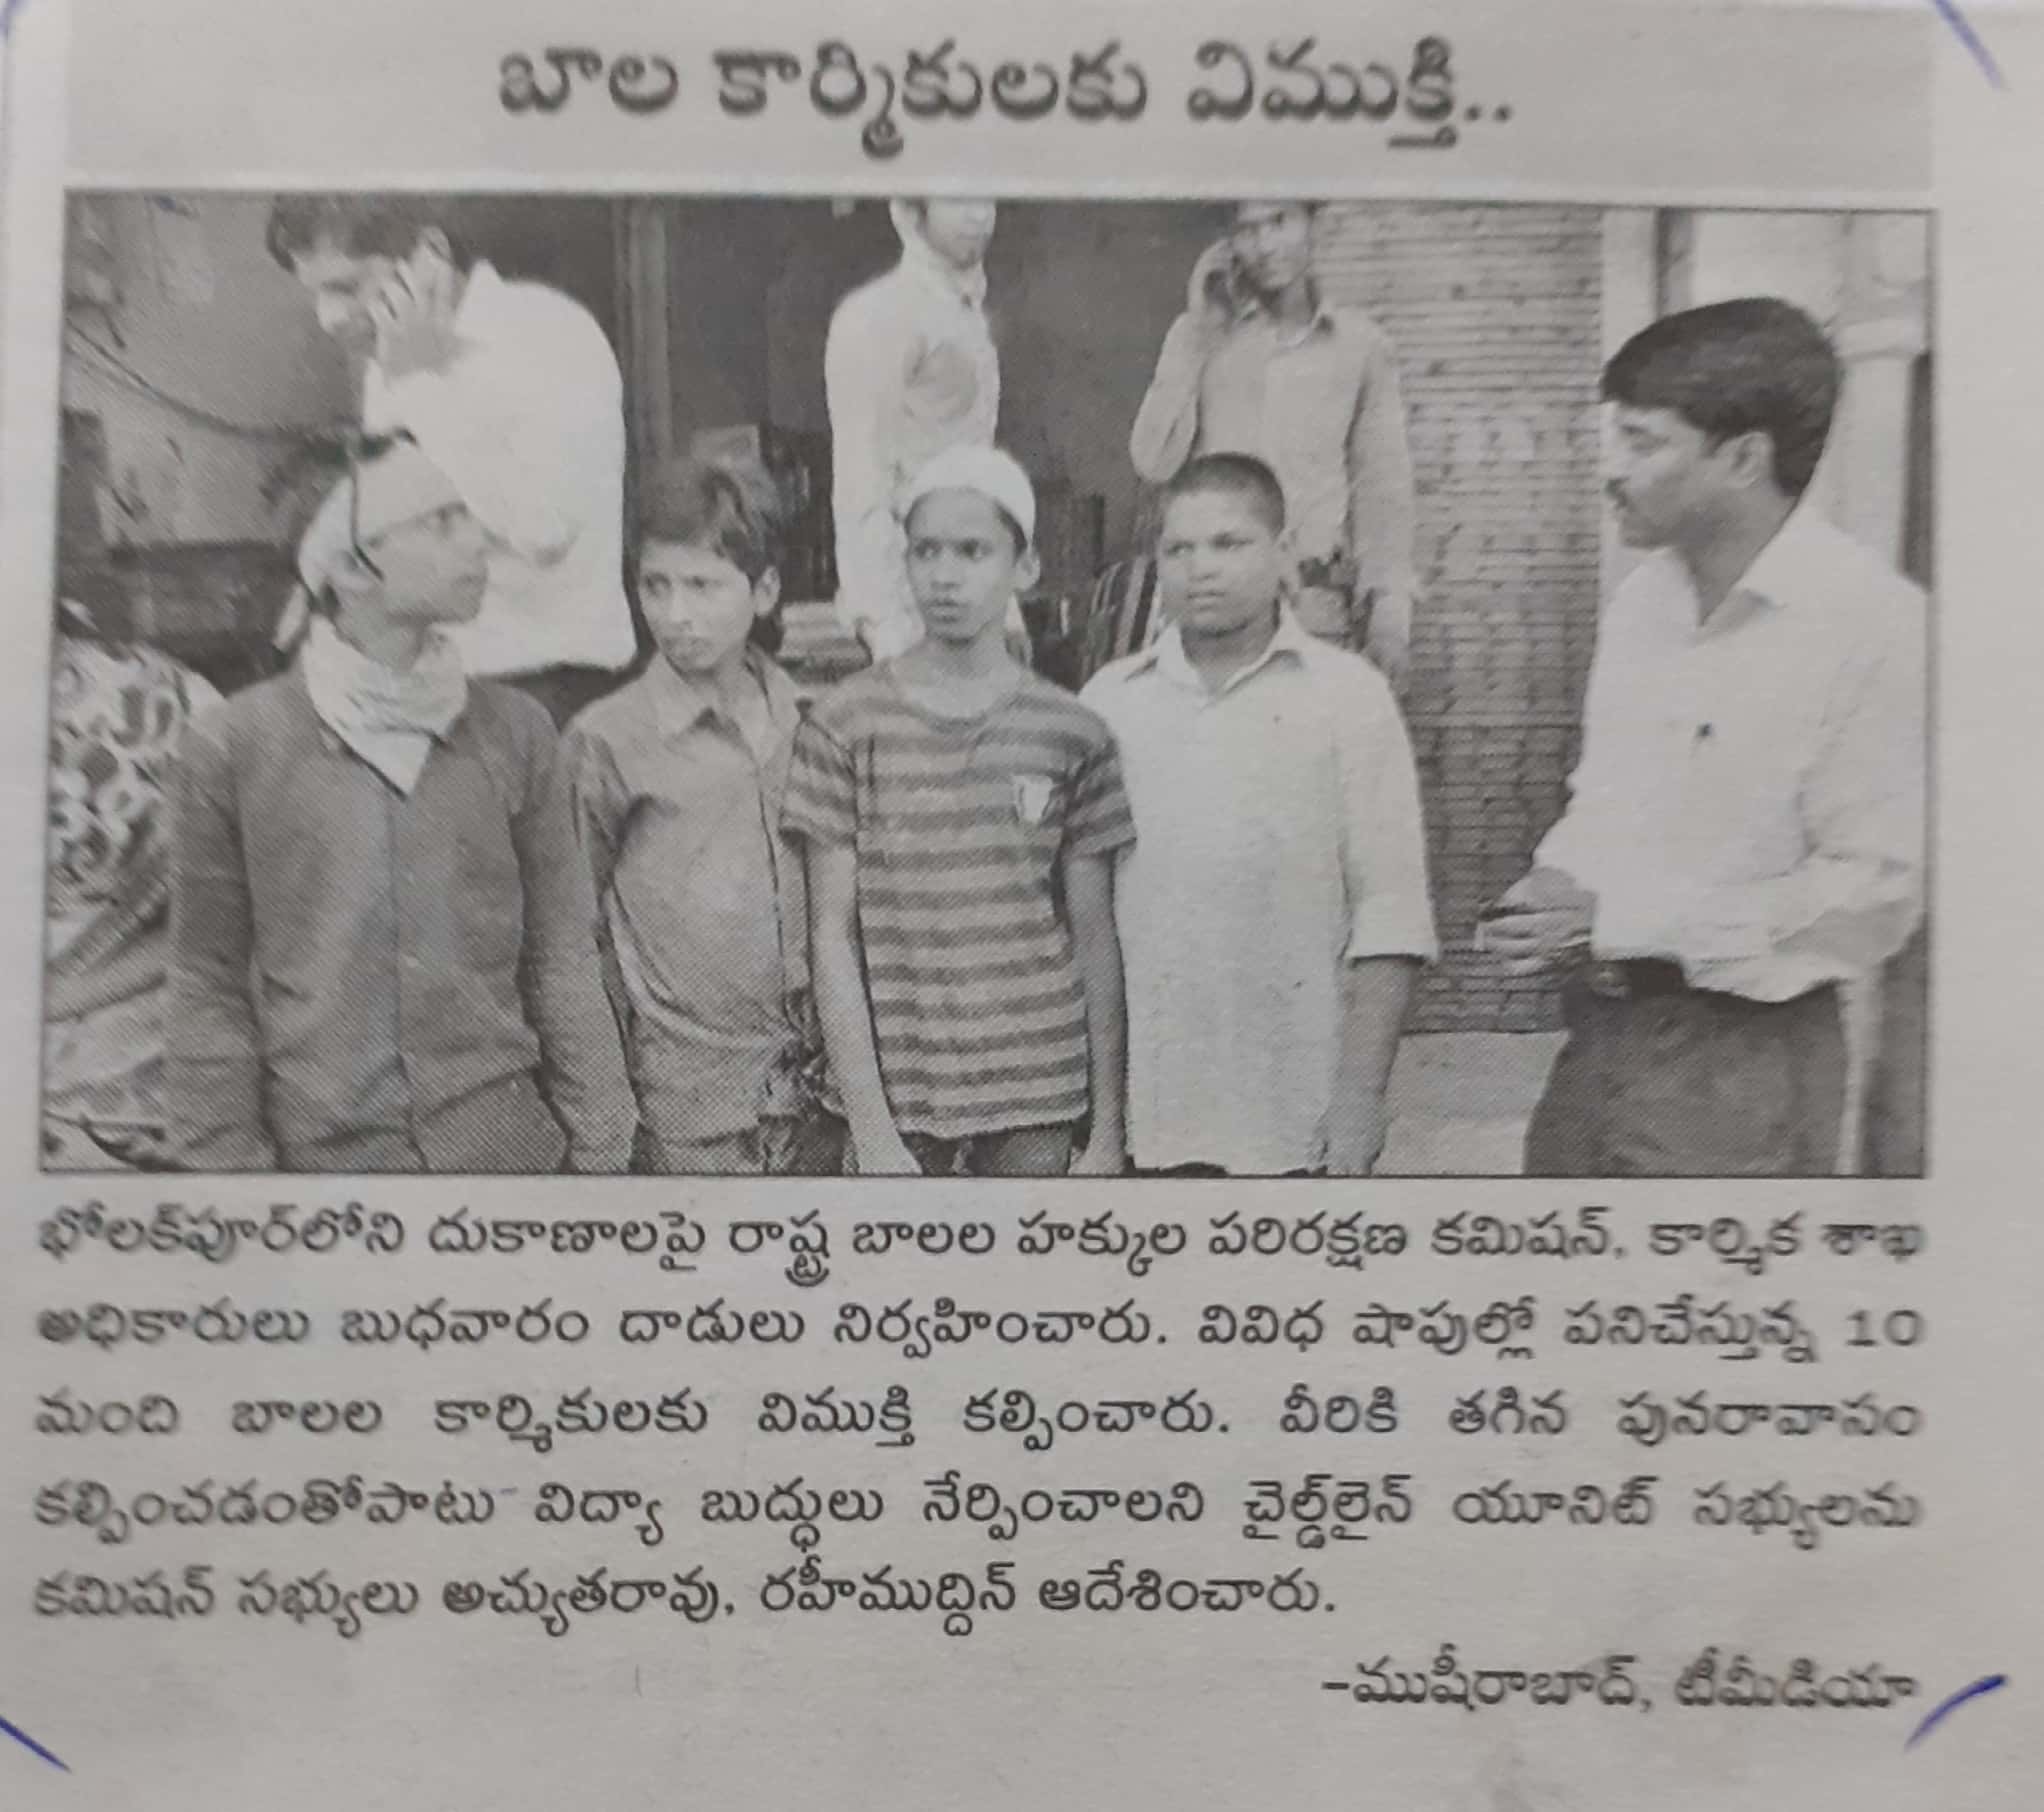 బాల కార్మికులకు విముక్తి..
భోలక్‌పూర్‌లోని దుకాణాలపై రాష్ట్ర బాలల హక్కుల పరిరక్షణ కమిషన్, కార్మిక శాఖ
అధికారులు బుధవారం దాడులు నిర్వహించారు. వివిధ షాపుల్లో పనిచేస్తున్న 10
మంది బాలల కార్మికులకు విముక్తి కల్పించారు. వీరికి తగిన పునరావాసం
కల్పించడంతోపాటు విద్యా బుద్ధులు నేర్పించాలని చైల్డ్‌లైన్ యూనిట్ సభ్యులను
కమిషన్ సభ్యులు అచ్యుతరావు, రహీముద్దిన్ ఆదేశించారు.
-ముషీరాబాద్, టీమీడియా